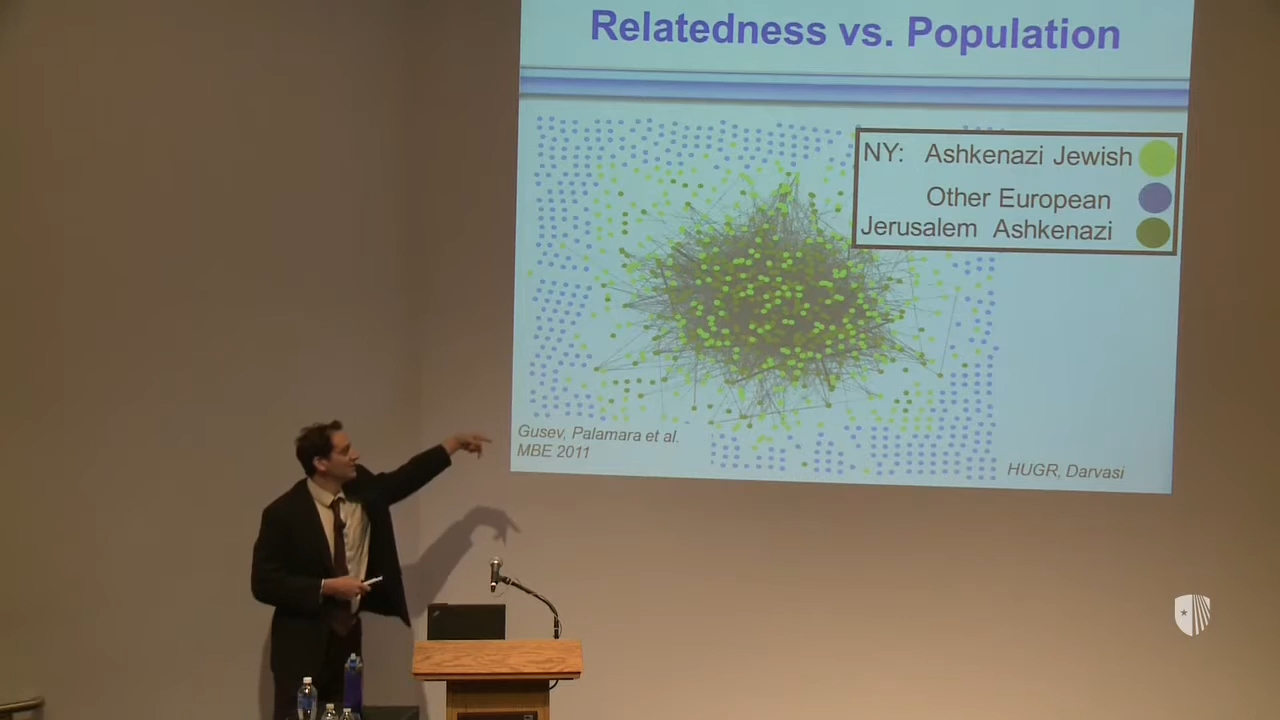 Relatedness vs. Population
NY: Ashkenazi Jewish
Other European
Jerusalem Ashkenazi
Gusev, Palamara et al.
MBE 2011
HUGR, Darvasi